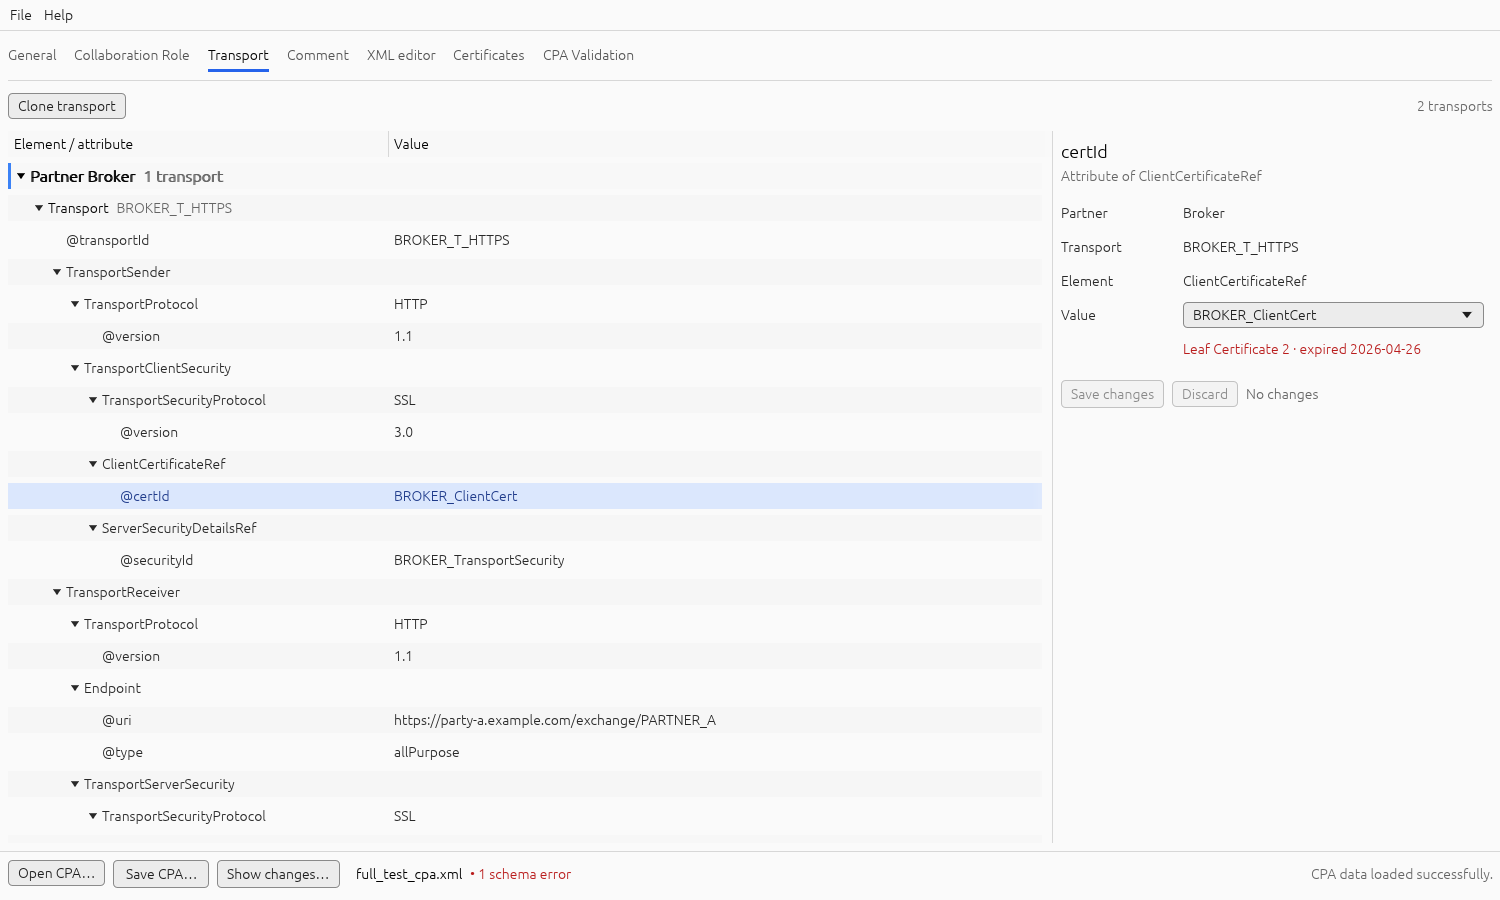 File Help
General Collaboration Role Transport Comment XML editor Certificates CPA Validation
Clone transport 2 transports
Element / attribute Value
Partner Broker 1 transport
Transport BROKER_T_HTTPS
@transportId BROKER_T_HTTPS
TransportSender
TransportProtocol HTTP
@version 1.1
TransportClientSecurity
TransportSecurityProtocol SSL
@version 3.0
ClientCertificateRef
@certId BROKER_ClientCert
ServerSecurityDetailsRef
@securityId BROKER_TransportSecurity
TransportReceiver
TransportProtocol HTTP
@version 1.1
Endpoint
@uri https://party-a.example.com/exchange/PARTNER_A
@type allPurpose
TransportServerSecurity
TransportSecurityProtocol SSL
certId
Attribute of ClientCertificateRef
Partner Broker
Transport BROKER_T_HTTPS
Element ClientCertificateRef
Value BROKER_ClientCert
Leaf Certificate 2 · expired 2026-04-26
Save changes Discard No changes
Open CPA... Save CPA... Show changes... full_test_cpa.xml • 1 schema error CPA data loaded successfully.